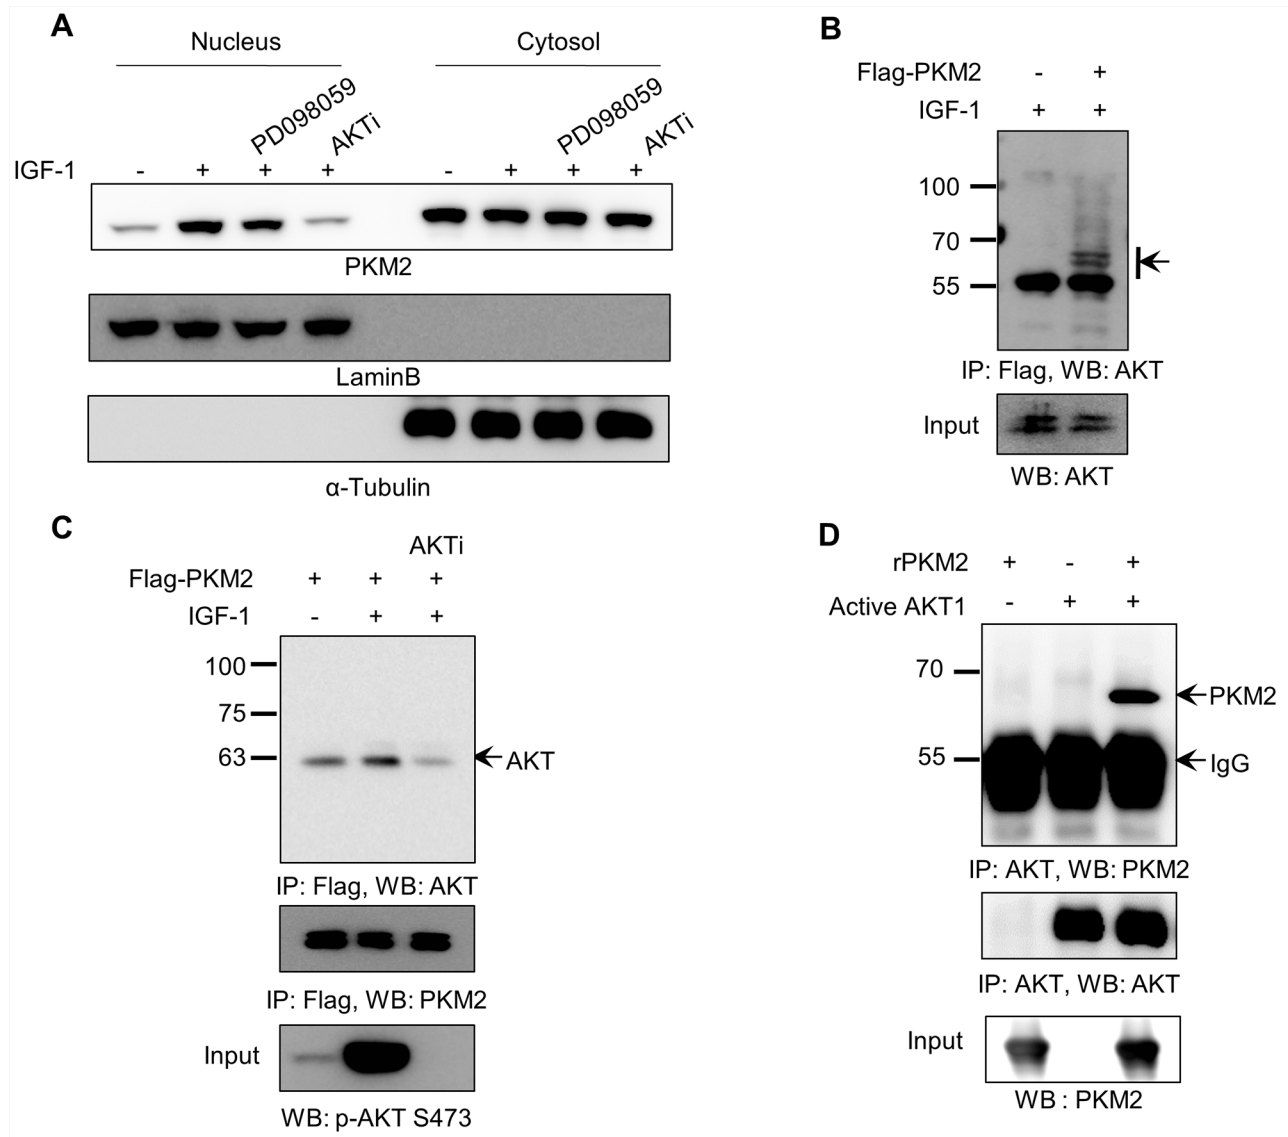 A
Nucleus Cytosol
PD098059 AKTi PD098059 AKTi
IGF-1 - + + + - + + +
PKM2
LaminB
α-Tubulin
B
Flag-PKM2 - +
IGF-1 + +
100
70
55
IP: Flag, WB: AKT
Input
WB: AKT
C
AKTi
Flag-PKM2 + + +
IGF-1 - + +
100
75
63
AKT
IP: Flag, WB: AKT
IP: Flag, WB: PKM2
Input
WB: p-AKT S473
D
rPKM2 + - +
Active AKT1 - + +
70
PKM2
55
IgG
IP: AKT, WB: PKM2
IP: AKT, WB: AKT
Input
WB : PKM2